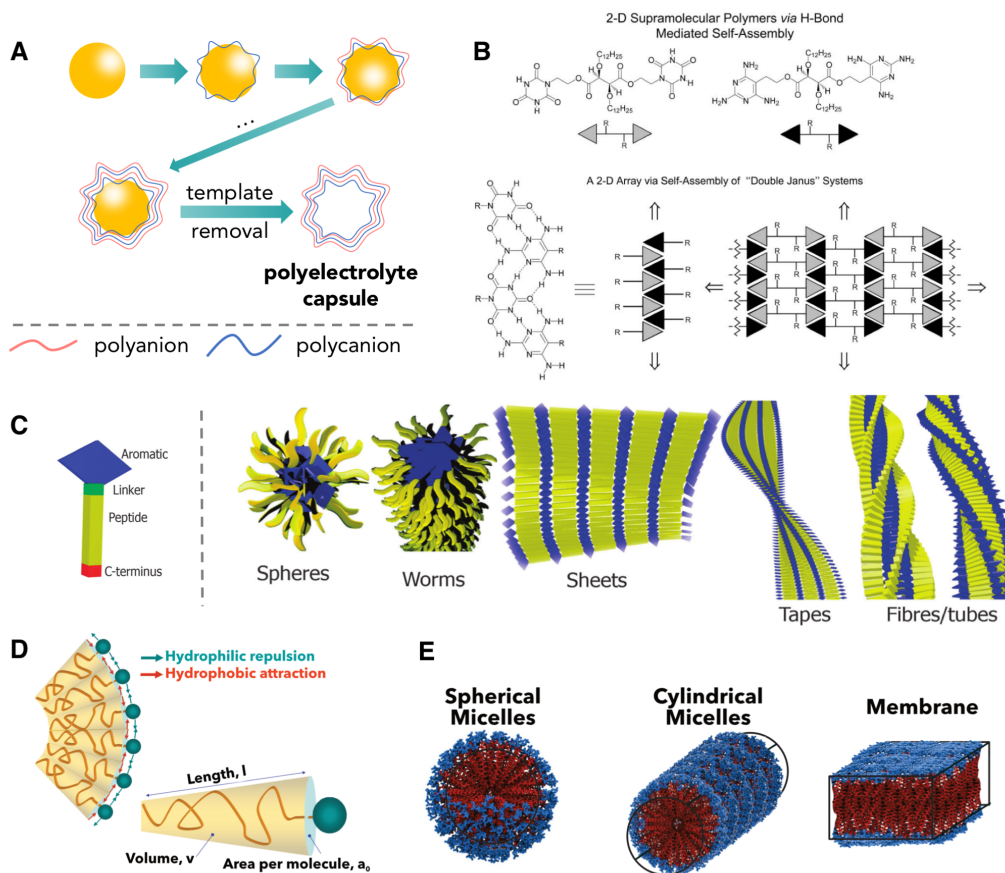 A
...
template
removal
polyelectrolyte
capsule
polyanion
polycanion
B
2-D Supramolecular Polymers via H-Bond
Mediated Self-Assembly
A 2-D Array via Self-Assembly of "Double Janus" Systems
C
Aromatic
Linker
Peptide
C-terminus
Spheres
Worms
Sheets
Tapes
Fibres/tubes
D
Hydrophilic repulsion
Hydrophobic attraction
Length, l
Volume, v
Area per molecule, a₀
E
Spherical
Micelles
Cylindrical
Micelles
Membrane